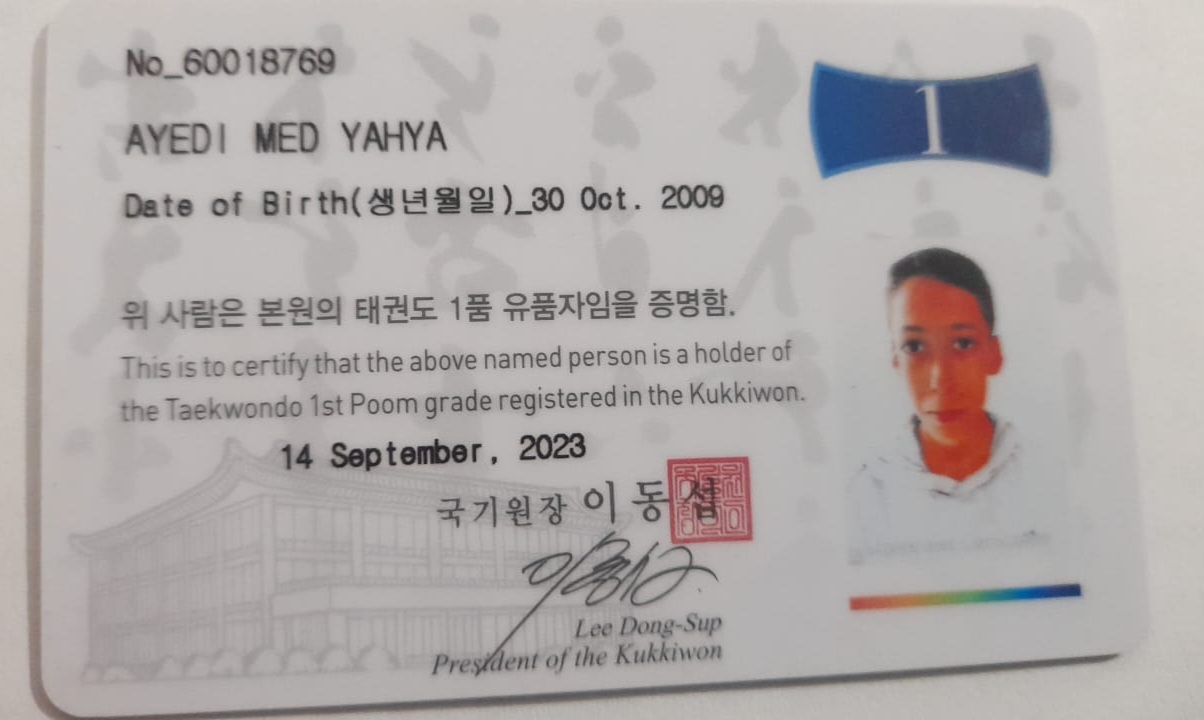 No_60018769
1
AYEDI MED YAHYA
Date of Birth(생년월일)_30 Oct. 2009
위 사람은 본원의 태권도 1품 유품자임을 증명함.
This is to certify that the above named person is a holder of
the Taekwondo 1st Poom grade registered in the Kukkiwon.
14 September, 2023
국기원장 이동섭
Lee Dong-Sup
President of the Kukkiwon